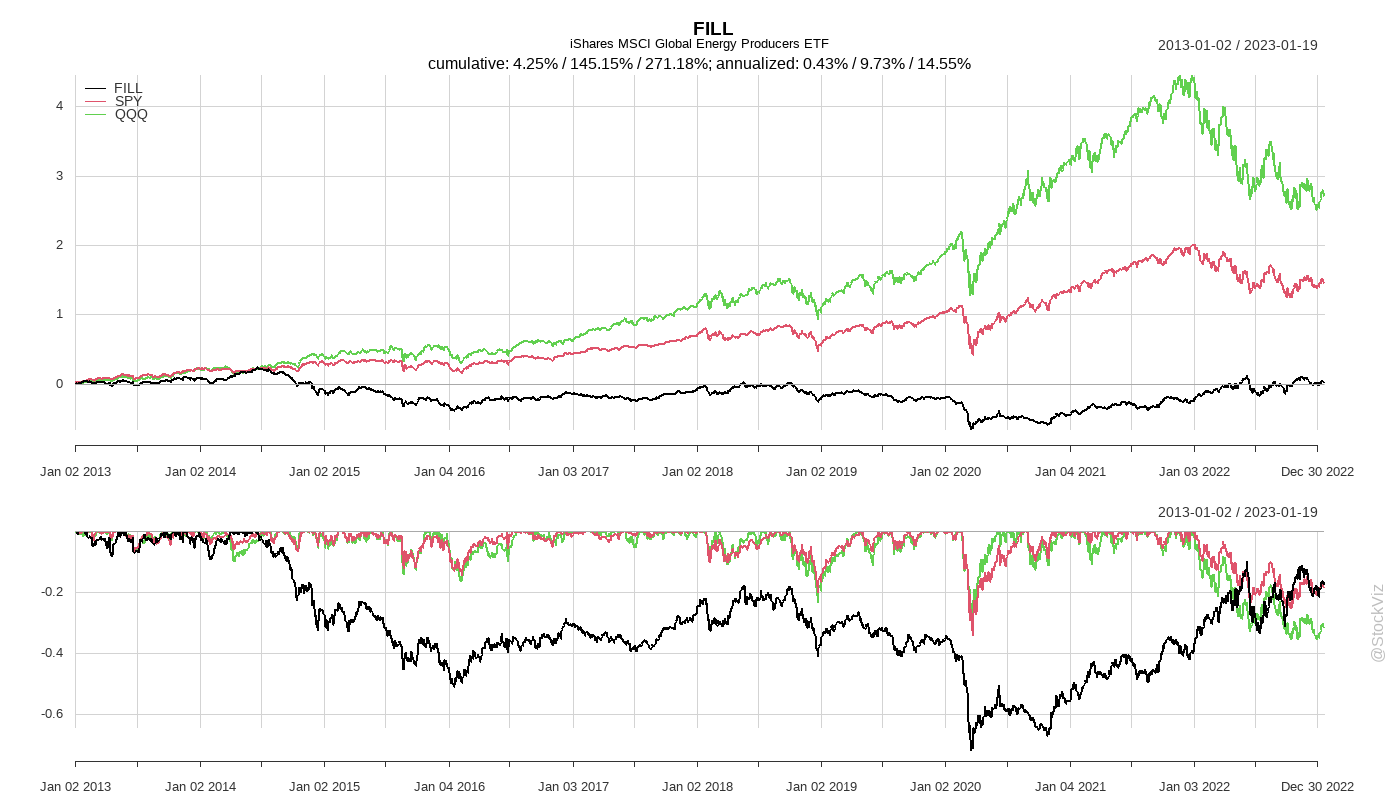 FILL
iShares MSCI Global Energy Producers ETF
2013-01-02 / 2023-01-19
cumulative: 4.25% / 145.15% / 271.18%; annualized: 0.43% / 9.73% / 14.55%
FILL
SPY
QQQ
4
3
2
1
0
Jan 02 2013 Jan 02 2014 Jan 02 2015 Jan 04 2016 Jan 03 2017 Jan 02 2018 Jan 02 2019 Jan 02 2020 Jan 04 2021 Jan 03 2022 Dec 30 2022
2013-01-02 / 2023-01-19
-0.2
-0.4
-0.6
Jan 02 2013 Jan 02 2014 Jan 02 2015 Jan 04 2016 Jan 03 2017 Jan 02 2018 Jan 02 2019 Jan 02 2020 Jan 04 2021 Jan 03 2022 Dec 30 2022
@StockViz